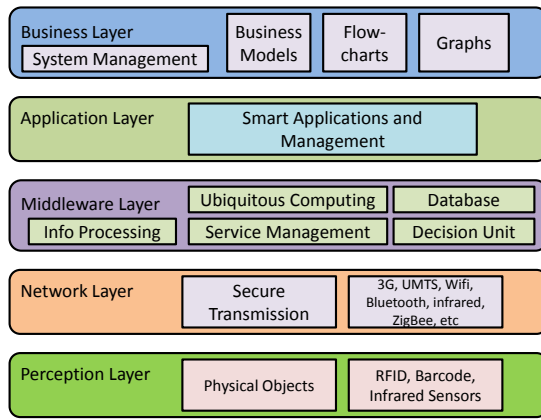 Business Layer
System Management
Business
Models
Flow-
charts
Graphs
Application Layer
Smart Applications and
Management
Middleware Layer
Ubiquitous Computing
Database
Info Processing
Service Management
Decision Unit
Network Layer
Secure
Transmission
3G, UMTS, Wifi,
Bluetooth, infrared,
ZigBee, etc
Perception Layer
Physical Objects
RFID, Barcode,
Infrared Sensors